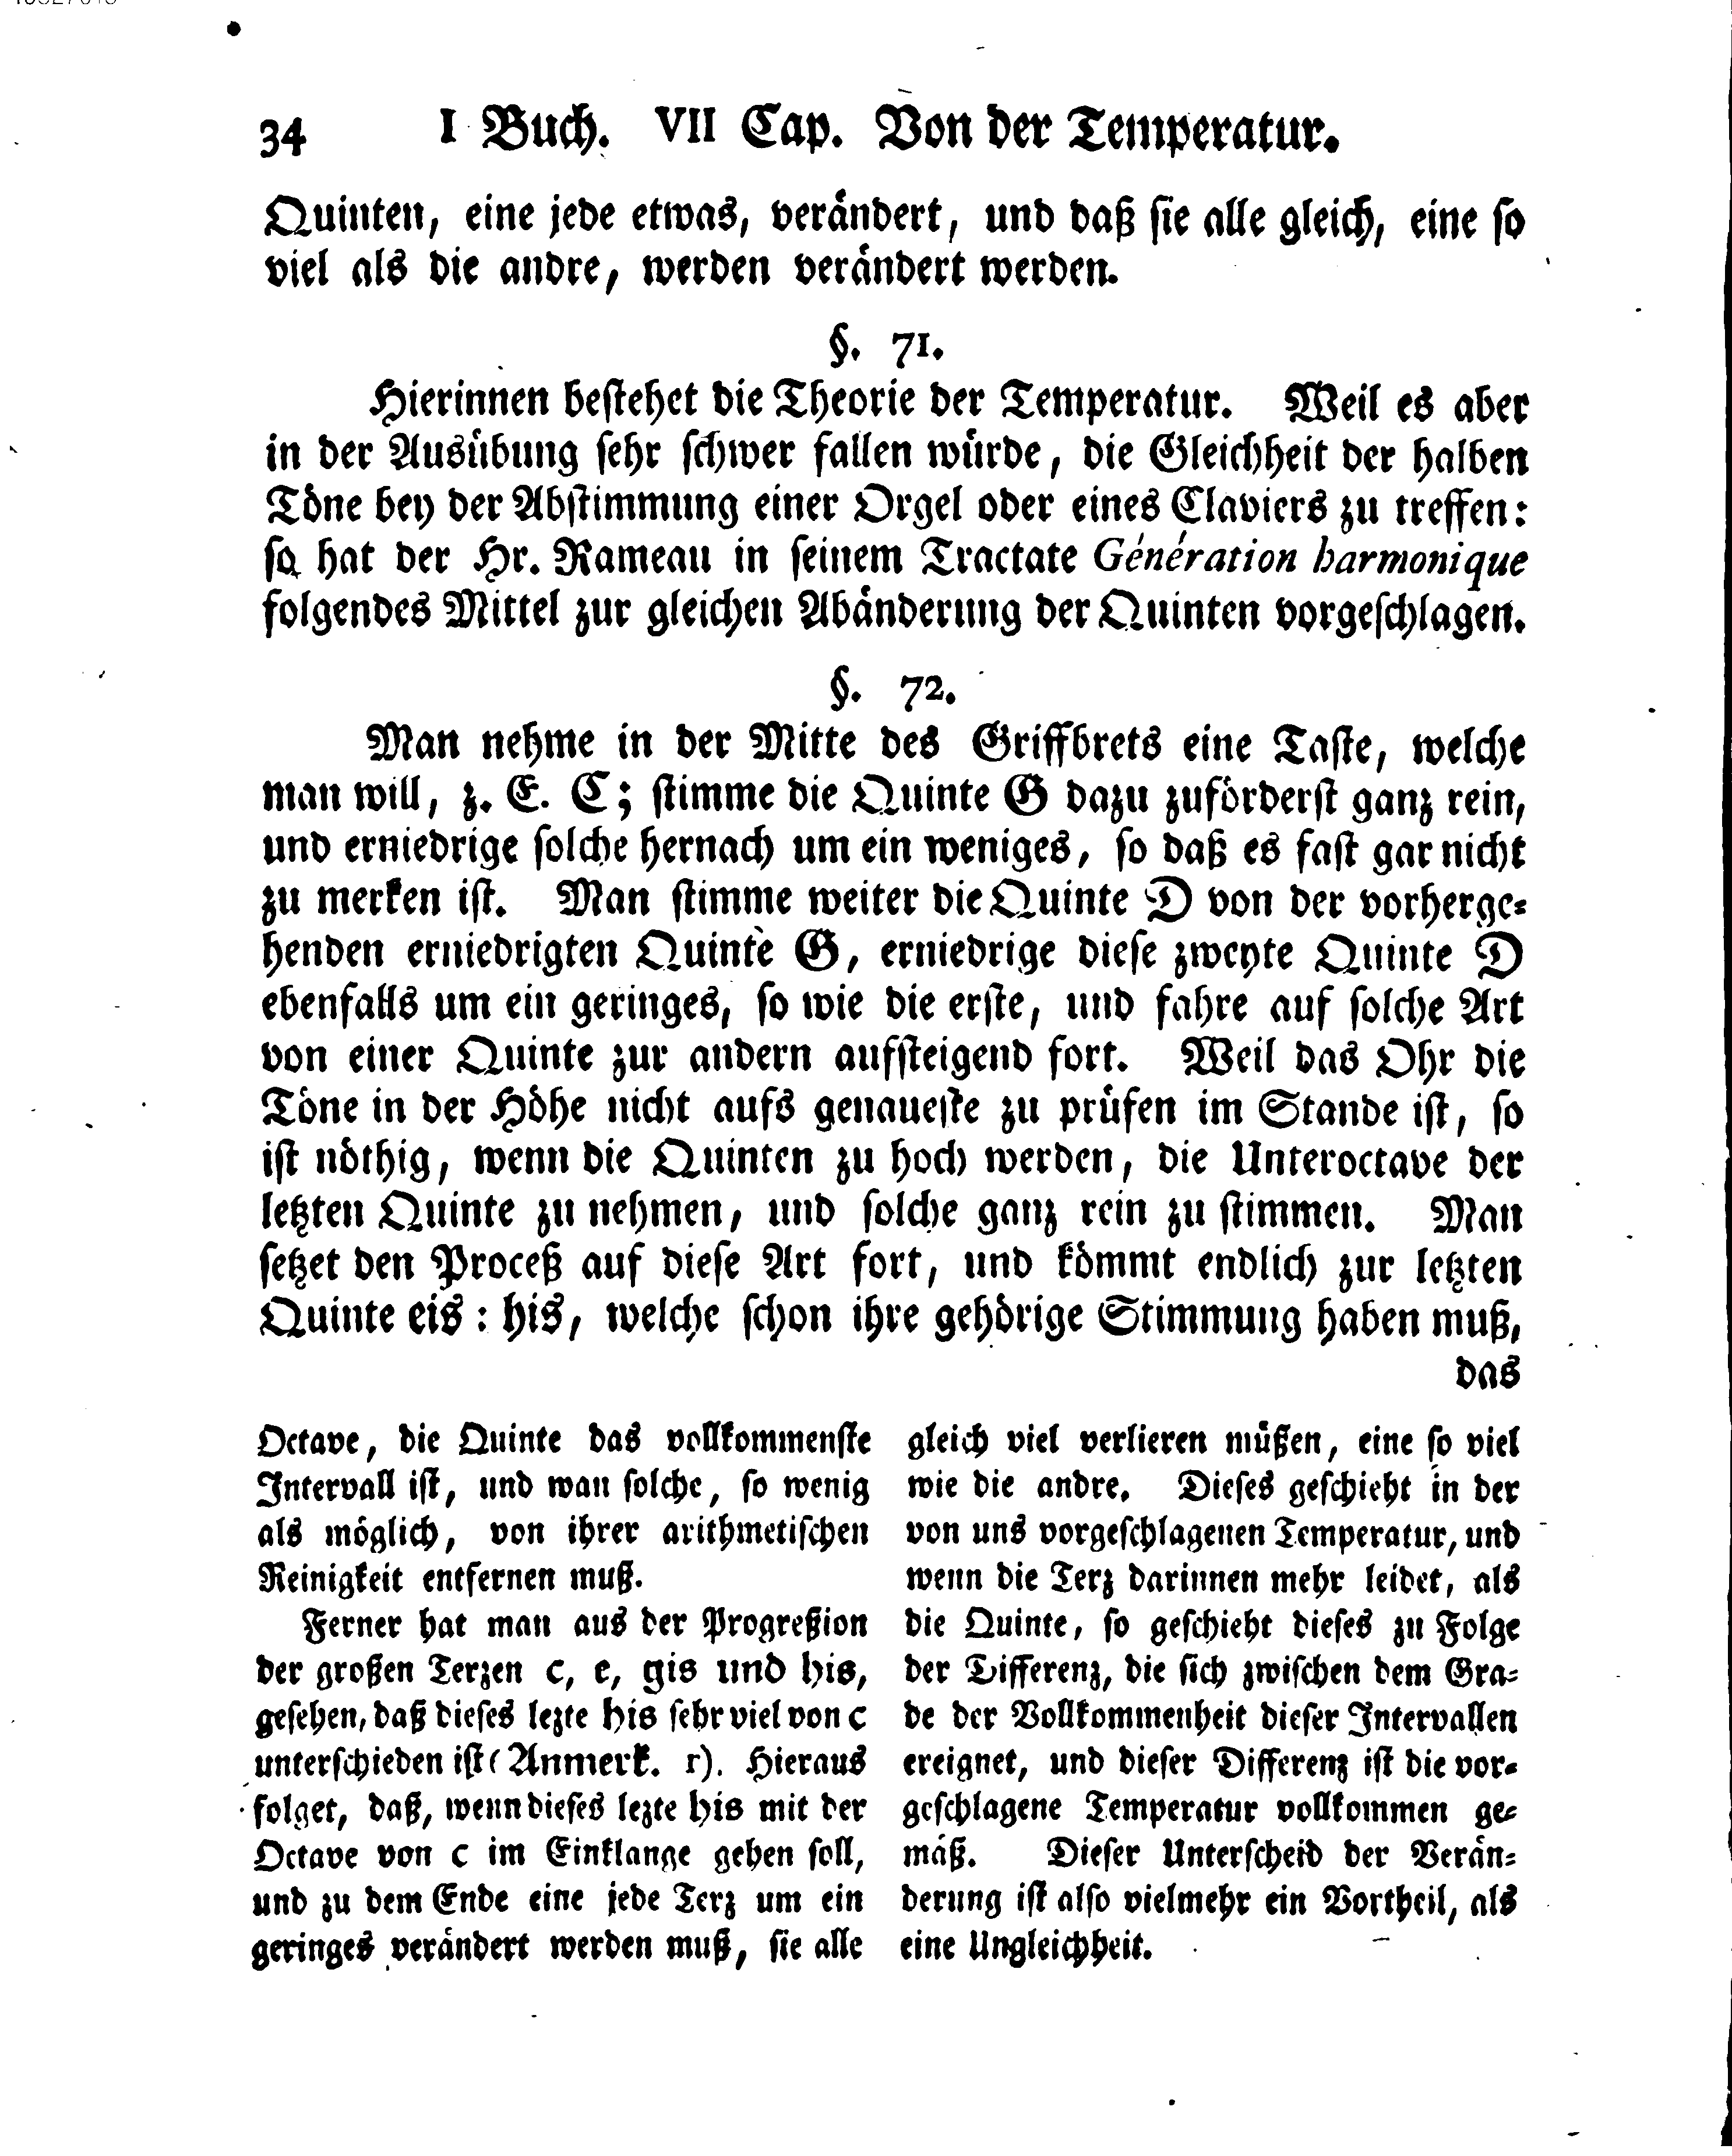 34 I Buch. VII Cap. Von der Temperatur.
Quinten, eine jede etwas, verändert, und daß sie alle gleich, eine so
viel als die andre, werden verändert werden.
§. 71.
Hierinnen bestehet die Theorie der Temperatur. Weil es aber
in der Ausübung sehr schwer fallen würde, die Gleichheit der halben
Töne bey der Abstimmung einer Orgel oder eines Claviers zu treffen:
so hat der Hr. Rameau in seinem Tractate Génération harmonique
folgendes Mittel zur gleichen Abänderung der Quinten vorgeschlagen.
§. 72.
Man nehme in der Mitte des Griffbrets eine Taste, welche
man will, z. E. C; stimme die Quinte G dazu zuförderst ganz rein,
und erniedrige solche hernach um ein weniges, so daß es fast gar nicht
zu merken ist. Man stimme weiter die Quinte D von der vorherge=
henden erniedrigten Quinte G, erniedrige diese zweyte Quinte D
ebenfalls um ein geringes, so wie die erste, und fahre auf solche Art
von einer Quinte zur andern aufsteigend fort. Weil das Ohr die
Töne in der Höhe nicht aufs genaueste zu prüfen im Stande ist, so
ist nöthig, wenn die Quinten zu hoch werden, die Unteroctave der
letzten Quinte zu nehmen, und solche ganz rein zu stimmen. Man
setzet den Proceß auf diese Art fort, und kömmt endlich zur letzten
Quinte eis : his, welche schon ihre gehörige Stimmung haben muß,
das
Octave, die Quinte das vollkommenste
Intervall ist, und man solche, so wenig
als möglich, von ihrer arithmetischen
Reinigkeit entfernen muß.
Ferner hat man aus der Progreßion
der großen Terzen c, e, gis und his,
gesehen, daß dieses lezte his sehr viel von c
unterschieden ist (Anmerk. r). Hieraus
folget, daß, wenn dieses lezte his mit der
Octave von c im Einklange gehen soll,
und zu dem Ende eine jede Terz um ein
geringes verändert werden muß, sie alle
gleich viel verlieren müßen, eine so viel
wie die andre. Dieses geschieht in der
von uns vorgeschlagenen Temperatur, und
wenn die Terz darinnen mehr leidet, als
die Quinte, so geschieht dieses zu Folge
der Differenz, die sich zwischen dem Gra=
de der Vollkommenheit dieser Intervallen
ereignet, und dieser Differenz ist die vor=
geschlagene Temperatur vollkommen ge=
mäß. Dieser Unterscheid der Verän=
derung ist also vielmehr ein Vortheil, als
eine Ungleichheit.